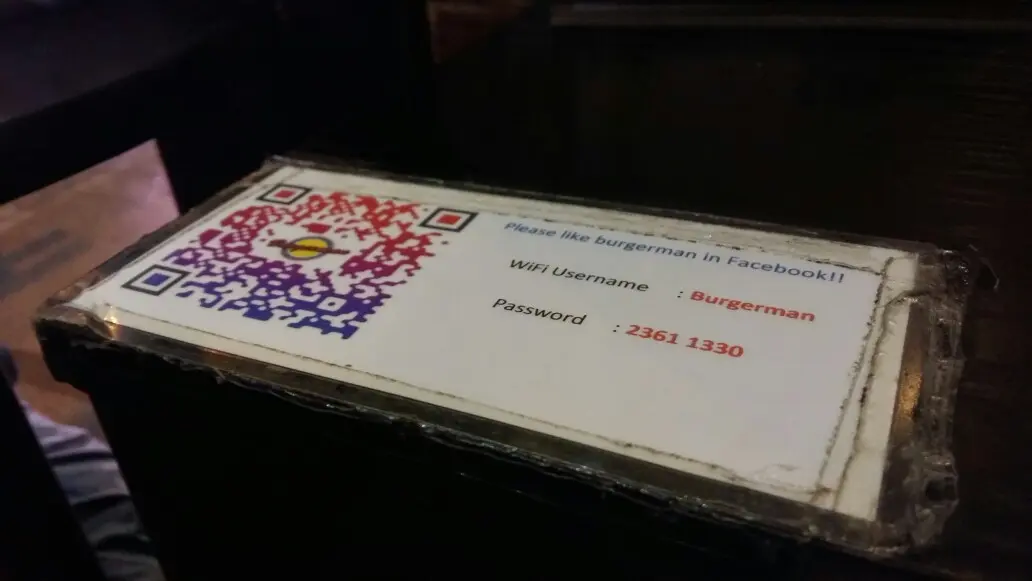 Please like burgerman in Facebook!!
WiFi Username : Burgerman
Password : 2361 1330